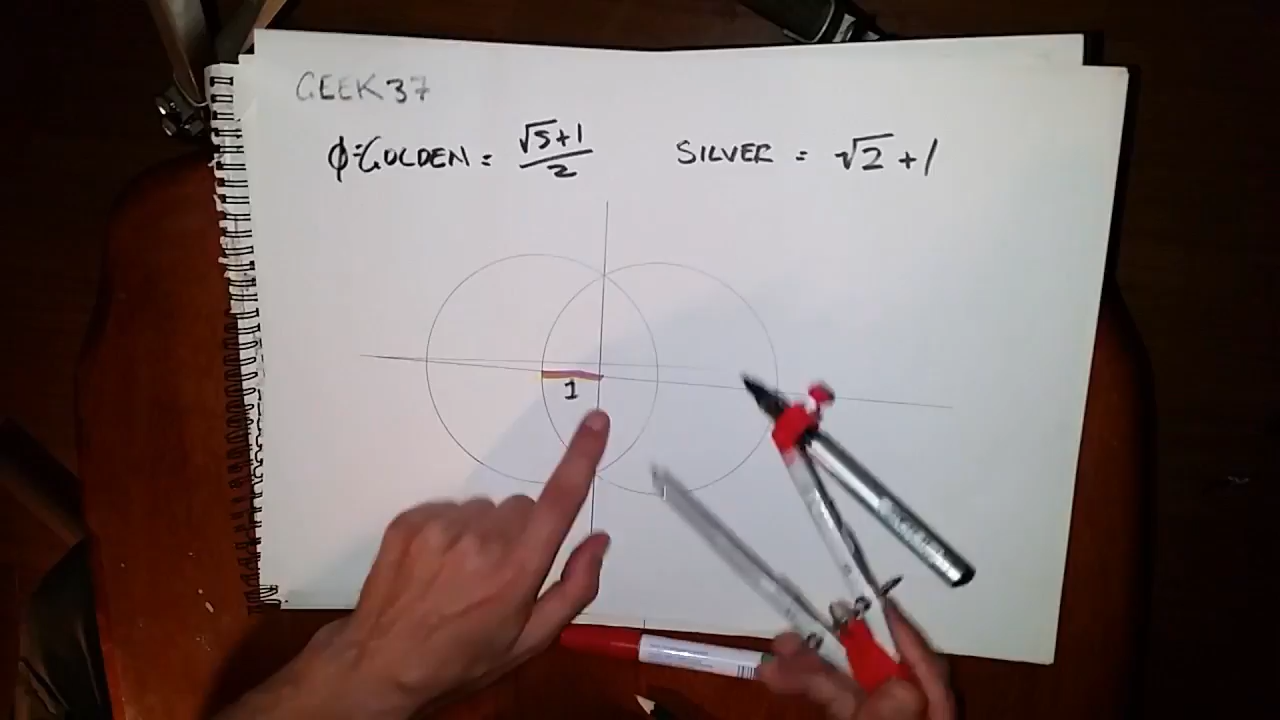 GEEK37
ϕ=GOLDEN = (√5+1)/2 SILVER = √2 +1
1